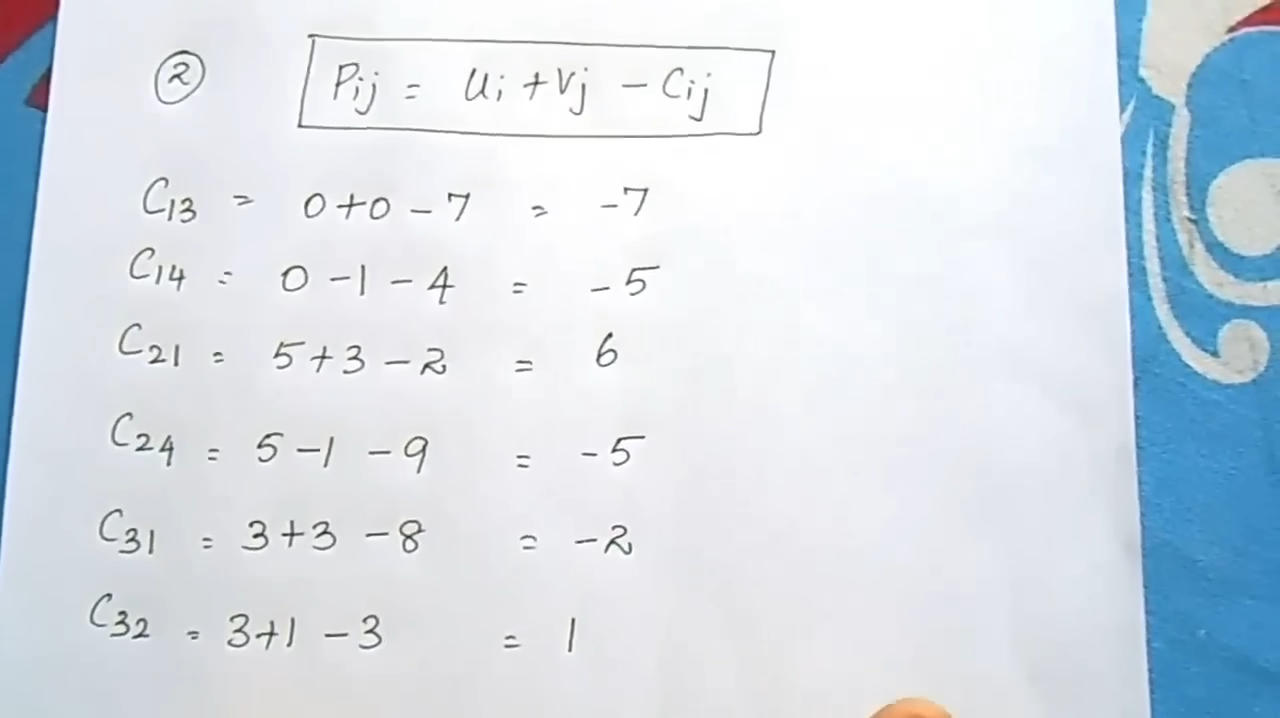 ② Pij = Ui + Vj - Cij
C13 = 0+0-7 = -7
C14 = 0-1-4 = -5
C21 = 5+3-2 = 6
C24 = 5-1-9 = -5
C31 = 3+3-8 = -2
C32 = 3+1-3 = 1